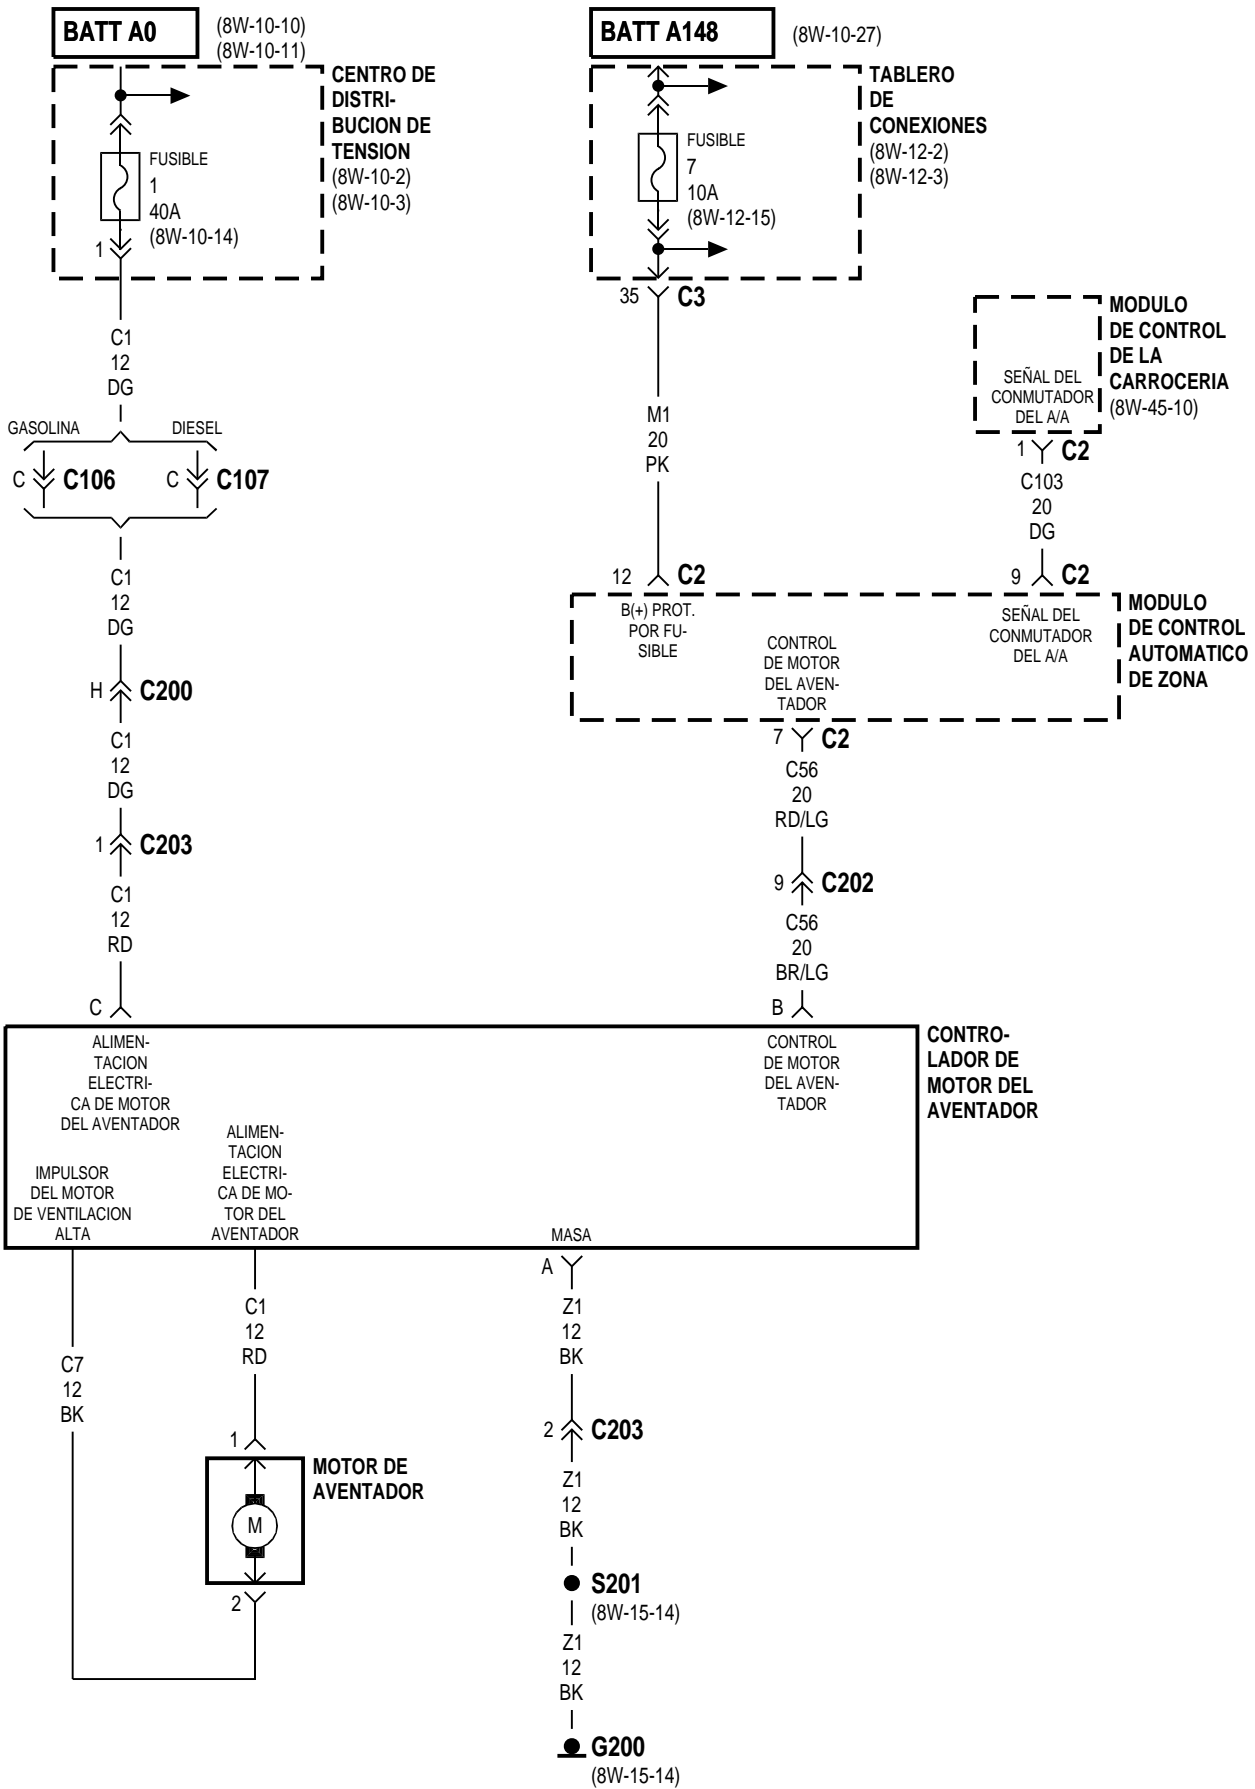 BATT A0
(8W-10-10)
(8W-10-11)
CENTRO DE
DISTRI-
BUCION DE
TENSION
(8W-10-2)
(8W-10-3)
FUSIBLE
1
40A
(8W-10-14)
1
C1
12
DG
GASOLINA
DIESEL
C
C106
C
C107
C1
12
DG
H
C200
C1
12
DG
1
C203
C1
12
RD
C
BATT A148
(8W-10-27)
TABLERO
DE
CONEXIONES
(8W-12-2)
(8W-12-3)
FUSIBLE
7
10A
(8W-12-15)
35
C3
M1
20
PK
12
C2
MODULO
DE CONTROL
DE LA
CARROCERIA
(8W-45-10)
SEÑAL DEL
CONMUTADOR
DEL A/A
1
C2
C103
20
DG
9
C2
MODULO
DE CONTROL
AUTOMATICO
DE ZONA
B(+) PROT.
POR FU-
SIBLE
CONTROL
DE MOTOR
DEL AVEN-
TADOR
SEÑAL DEL
CONMUTADOR
DEL A/A
7
C2
C56
20
RD/LG
9
C202
C56
20
BR/LG
B
CONTRO-
LADOR DE
MOTOR DEL
AVENTADOR
ALIMEN-
TACION
ELECTRI-
CA DE MOTOR
DEL AVENTADOR
CONTROL
DE MOTOR
DEL AVEN-
TADOR
IMPULSOR
DEL MOTOR
DE VENTILACION
ALTA
ALIMEN-
TACION
ELECTRI-
CA DE MO-
TOR DEL
AVENTADOR
MASA
C7
12
BK
C1
12
RD
1
MOTOR DE
AVENTADOR
M
2
A
Z1
12
BK
2
C203
Z1
12
BK
S201
(8W-15-14)
Z1
12
BK
G200
(8W-15-14)